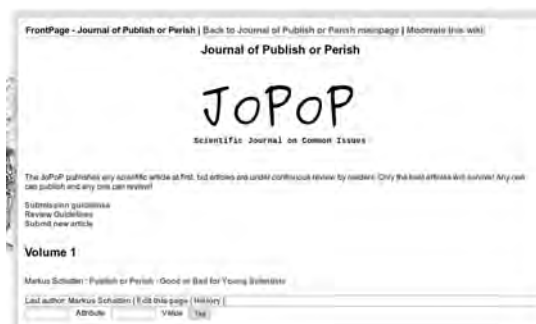 FrontPage - Journal of Publish or Perish | Back to Journal of Publish or Perish mainpage | Moderate this wiki
Journal of Publish or Perish
JoPoP
Scientific Journal on Common Issues
The JoPoP publishes any scientific article at first, but articles are under continuous review by readers. Only the best articles will survive! Any one
can publish and any one can review!
Submission guidelines
Review Guidelines
Submit new article
Volume 1
Markus Schatten : Publish or Perish - Good or Bad for Young Scientists
Last author: Markus Schatten | Edit this page | History |
Attribute Value Tag